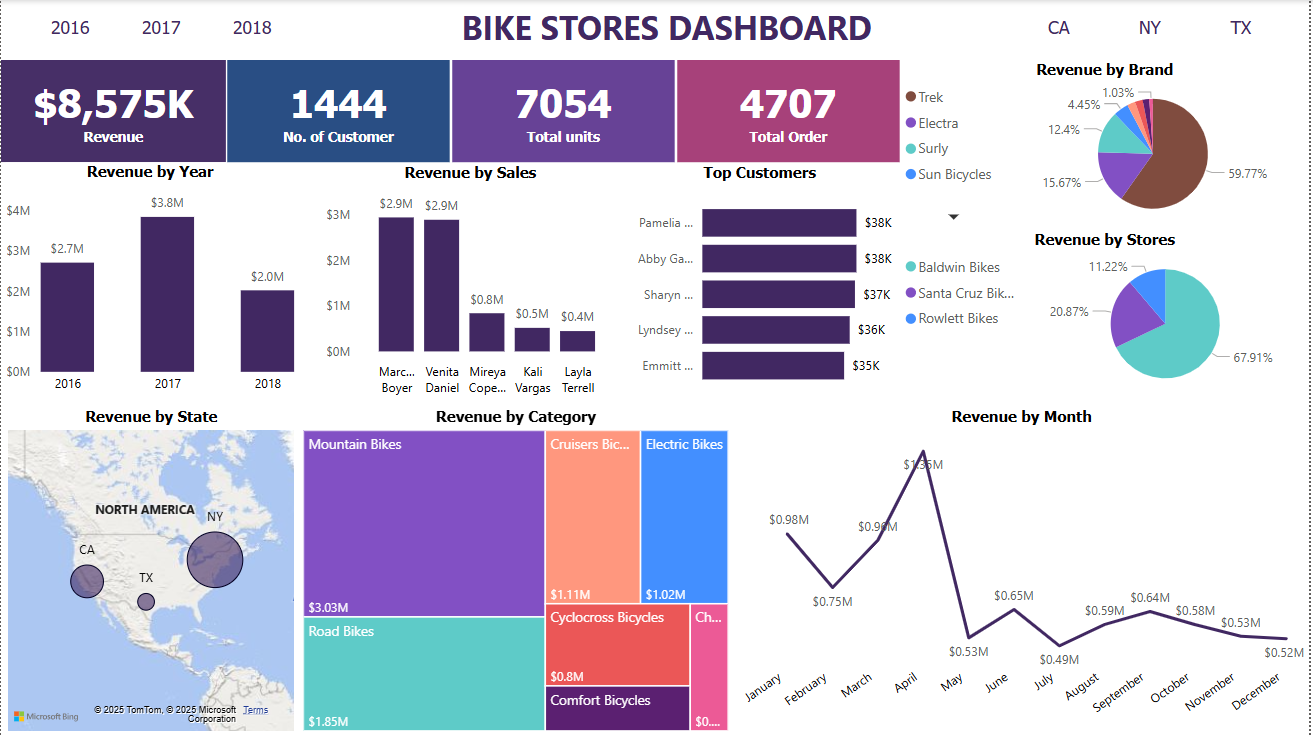 2016 2017 2018 BIKE STORES DASHBOARD CA NY TX
$8,575K
Revenue
1444
No. of Customer
7054
Total units
4707
Total Order
Revenue by Brand
Trek
Electra
Surly
Sun Bicycles
1.03%
4.45%
12.4%
15.67%
59.77%
Revenue by Year
$4M
$3M
$2M
$1M
$0M
$2.7M
$3.8M
$2.0M
2016 2017 2018
Revenue by Sales
$3M
$2M
$1M
$0M
$2.9M
$2.9M
$0.8M
$0.5M
$0.4M
Marc... Boyer
Venita Daniel
Mireya Cope...
Kali Vargas
Layla Terrell
Top Customers
Pamelia ... $38K
Abby Ga... $38K
Sharyn ... $37K
Lyndsey ... $36K
Emmitt ... $35K
Revenue by Stores
Baldwin Bikes
Santa Cruz Bik...
Rowlett Bikes
11.22%
20.87%
67.91%
Revenue by State
NORTH AMERICA
NY
CA
TX
Microsoft Bing
© 2025 TomTom, © 2025 Microsoft Corporation Terms
Revenue by Category
Mountain Bikes
$3.03M
Road Bikes
$1.85M
Cruisers Bic...
$1.11M
Electric Bikes
$1.02M
Cyclocross Bicycles
$0.8M
Comfort Bicycles
Ch...
$0....
Revenue by Month
$0.98M
$0.75M
$0.90M
$1.35M
$0.53M
$0.65M
$0.49M
$0.59M
$0.64M
$0.58M
$0.53M
$0.52M
January
February
March
April
May
June
July
August
September
October
November
December